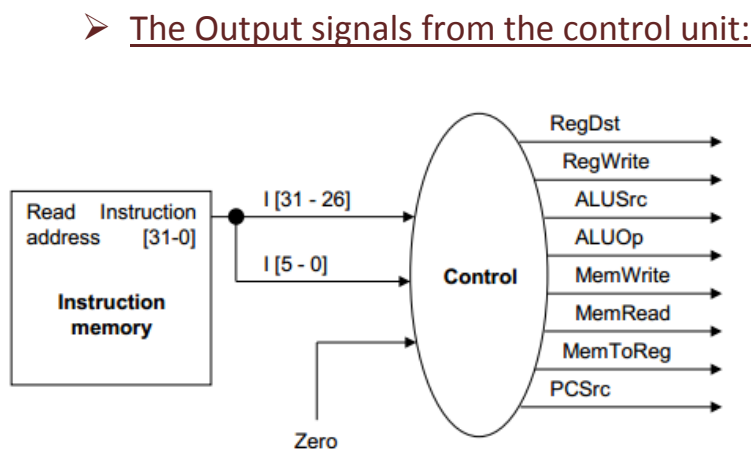 ➢ The Output signals from the control unit:
RegDst
RegWrite
ALUSrc
ALUOp
MemWrite
MemRead
MemToReg
PCSrc
I [31 - 26]
I [5 - 0]
Read Instruction
address [31-0]
Instruction
memory
Control
Zero